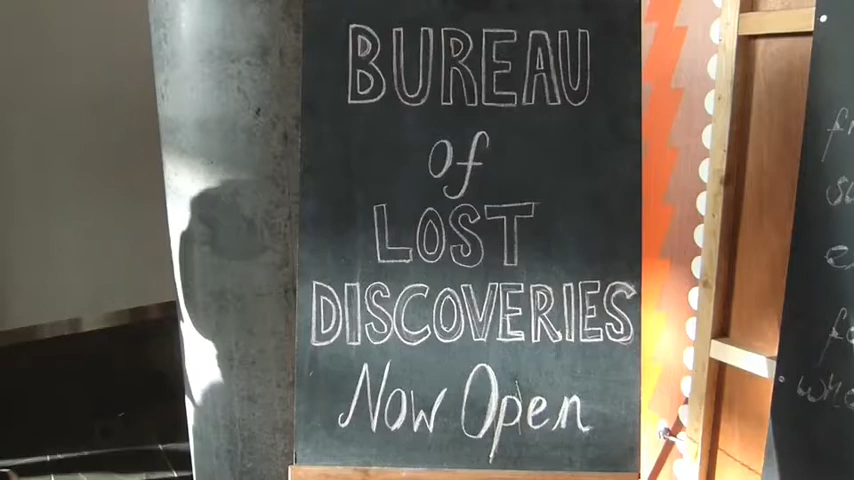 BUREAU
of
LOST
DISCOVERIES
Now Open